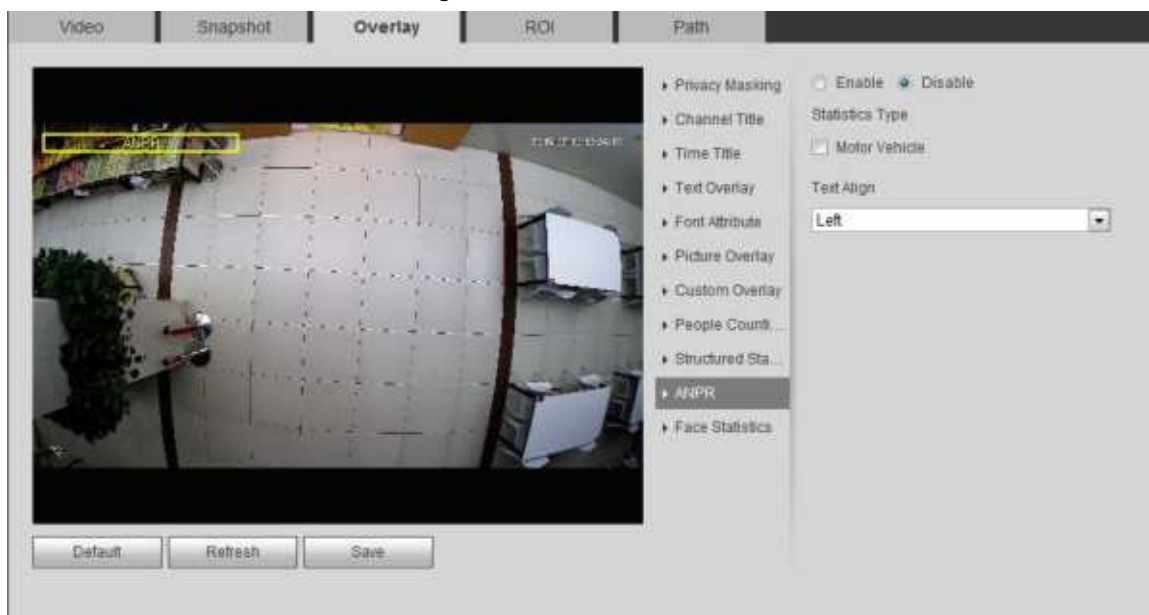 Video Snapshot Overlay ROI Path
ANPR
Privacy Masking
Channel Title
Time Title
Text Overlay
Font Attribute
Picture Overlay
Custom Overlay
People Counti...
Structured Sta...
ANPR
Face Statistics
Enable Disable
Statistics Type
Motor Vehicle
Text Align
Left
Default Refresh Save